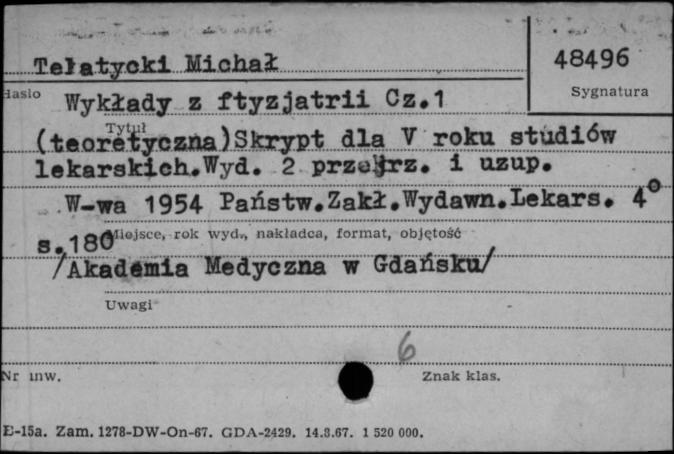 Telatycki Michał
48496
Hasło
Sygnatura
Wykłady z ftyzjatrii Cz.1
Tytuł
(teoretyczna)Skrypt dla V roku studiów
lekarskich.Wyd. 2 przejrz. i uzup.
W-wa 1954 Państw.Zakł.Wydawn.Lekars. 4°
s.180
Miejsce, rok wyd., nakładca, format, objętość
/Akademia Medyczna w Gdańsku/
Uwagi
6
Nr inw.
Znak klas.
E-15a. Zam. 1278-DW-On-67. GDA-2429. 14.3.67. 1 520 000.